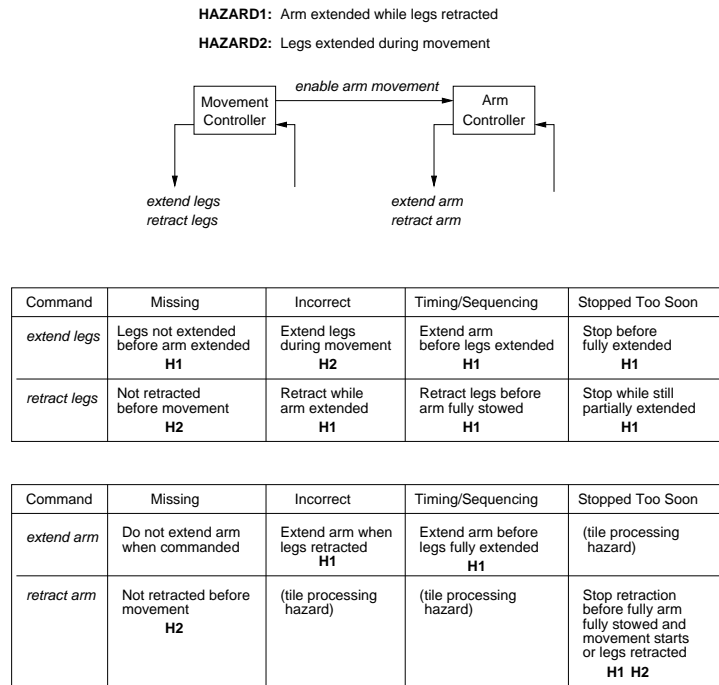 HAZARD1: Arm extended while legs retracted
HAZARD2: Legs extended during movement
enable arm movement
Movement
Controller
Arm
Controller
extend legs
retract legs
extend arm
retract arm
Command Missing Incorrect Timing/Sequencing Stopped Too Soon
extend legs
Legs not extended
before arm extended
H1
Extend legs
during movement
H2
Extend arm
before legs extended
H1
Stop before
fully extended
H1
retract legs
Not retracted
before movement
H2
Retract while
arm extended
H1
Retract legs before
arm fully stowed
H1
Stop while still
partially extended
H1
Command Missing Incorrect Timing/Sequencing Stopped Too Soon
extend arm
Do not extend arm
when commanded
Extend arm when
legs retracted
H1
Extend arm before
legs fully extended
H1
(tile processing
hazard)
retract arm
Not retracted before
movement
H2
(tile processing
hazard)
(tile processing
hazard)
Stop retraction
before fully arm
fully stowed and
movement starts
or legs retracted
H1 H2